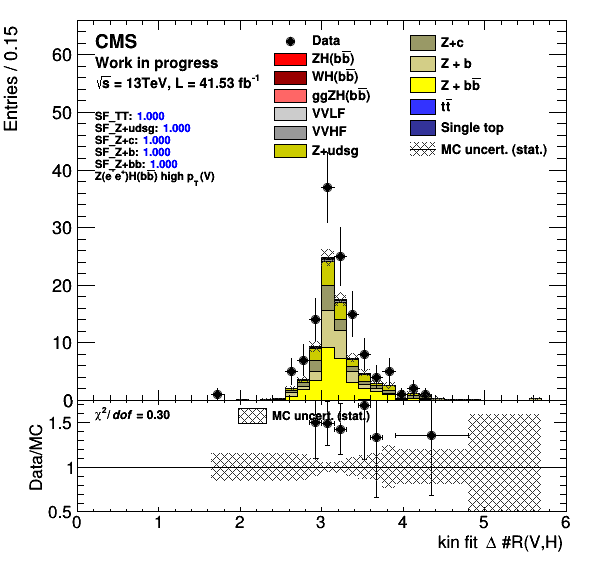 CMS
Work in progress
√s = 13TeV, L = 41.53 fb⁻¹
SF_TT: 1.000
SF_Z+udsg: 1.000
SF_Z+c: 1.000
SF_Z+b: 1.000
SF_Z+bb: 1.000
Z(e⁻e⁺)H(bb̅) high p_T(V)
Data
ZH(bb̅)
WH(bb̅)
ggZH(bb̅)
VVLF
VVHF
Z+udsg
Z+c
Z + b
Z + bb̅
tt̅
Single top
MC uncert. (stat.)
Entries / 0.15
60
50
40
30
20
10
0
χ²/dof = 0.30
MC uncert. (stat.)
Data/MC
1.5
1
0.5
0 1 2 3 4 5 6
kin fit Δ #R(V,H)